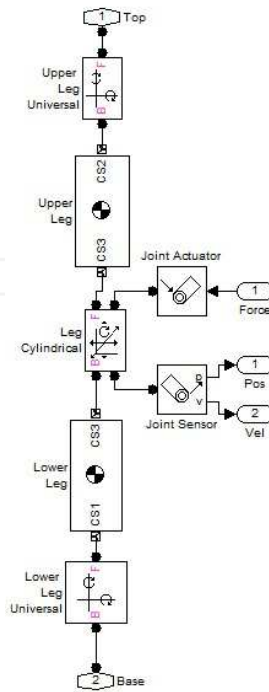 1 Top
Upper
Leg
Universal
F
B
CS2
Upper
Leg
CS3
Joint Actuator
Leg
Cylindrical
F
B
1
Force
p
v
1
Pos
Joint Sensor
2
Vel
CS3
Lower
Leg
CS1
Lower
Leg
Universal
F
B
2 Base